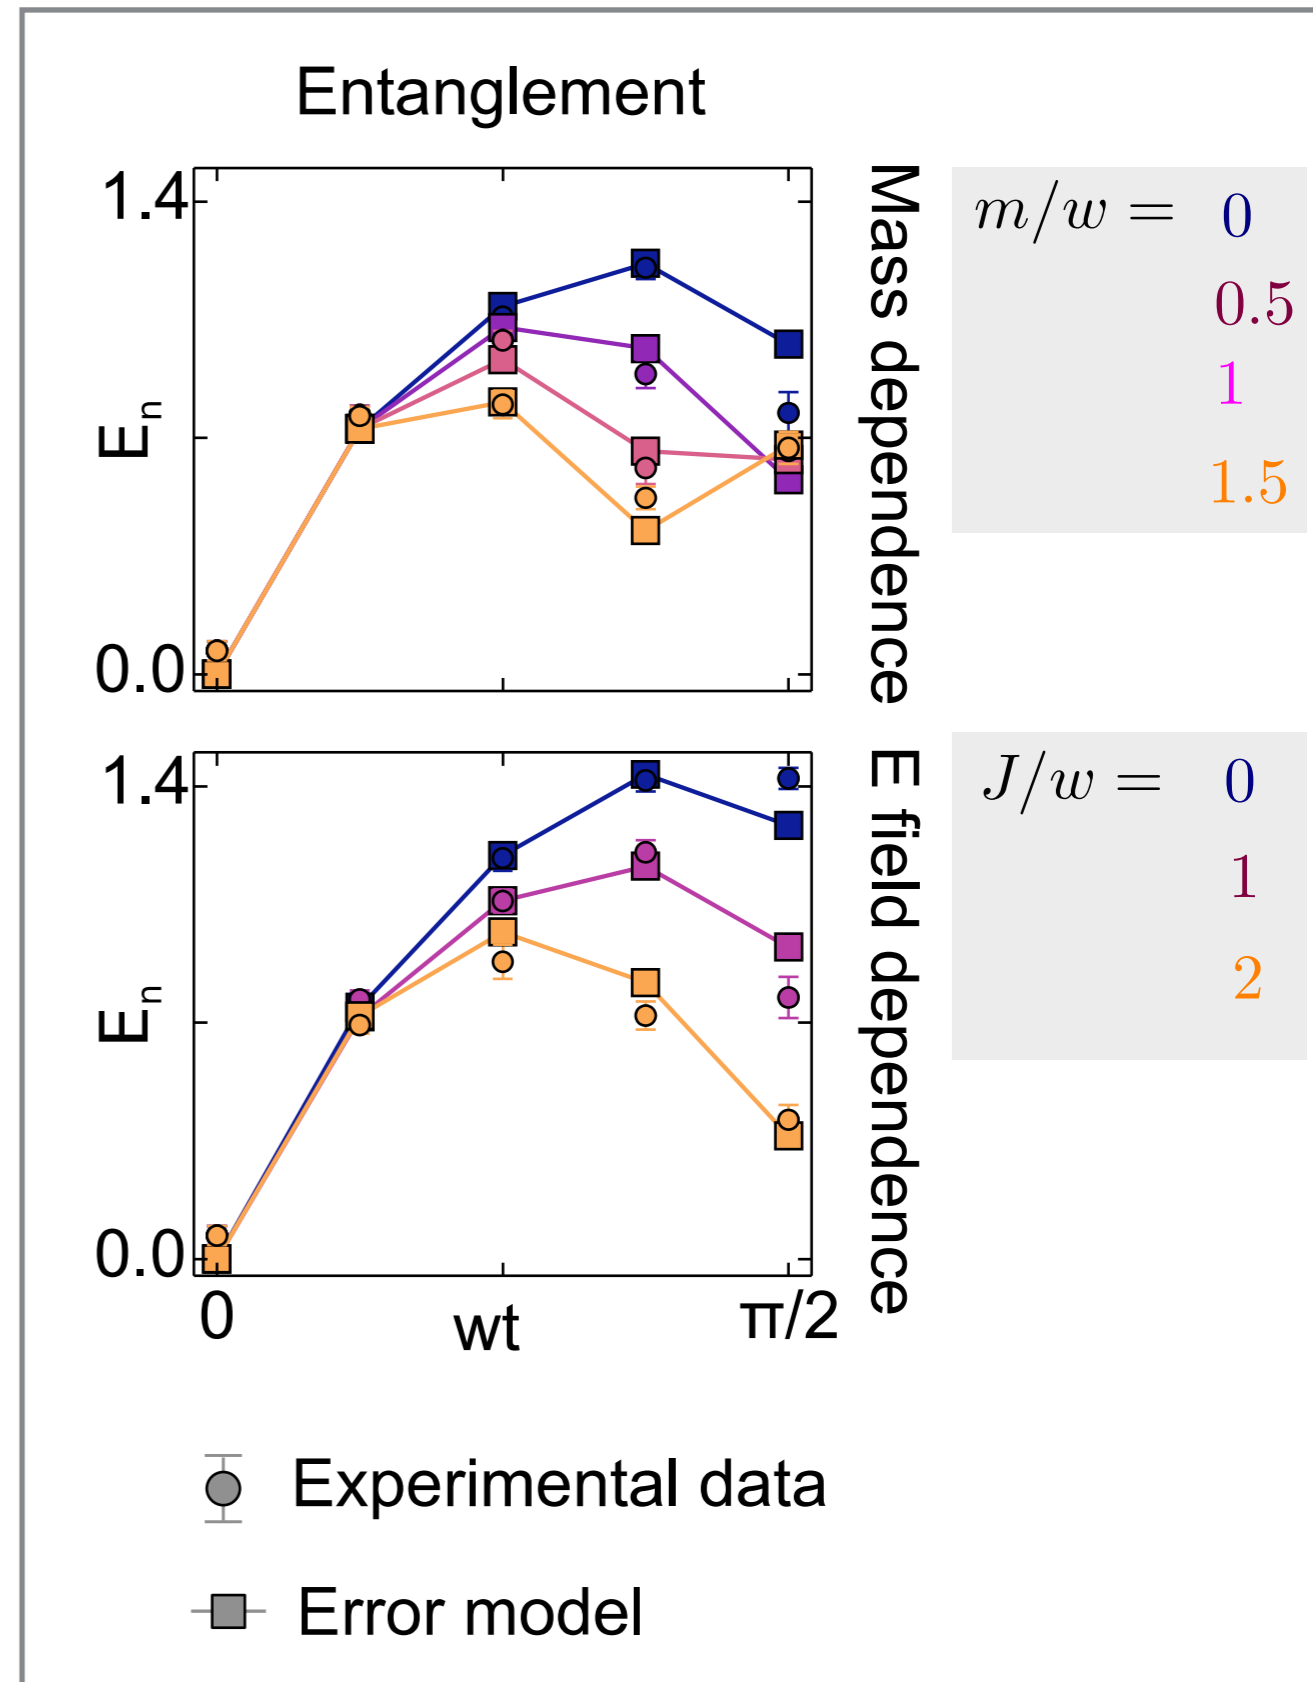 Entanglement
1.4
0.0
Eₙ
Mass dependence
m/w = 0
0.5
1
1.5
1.4
0.0
Eₙ
E field dependence
J/w = 0
1
2
0
wt
π/2
Experimental data
Error model